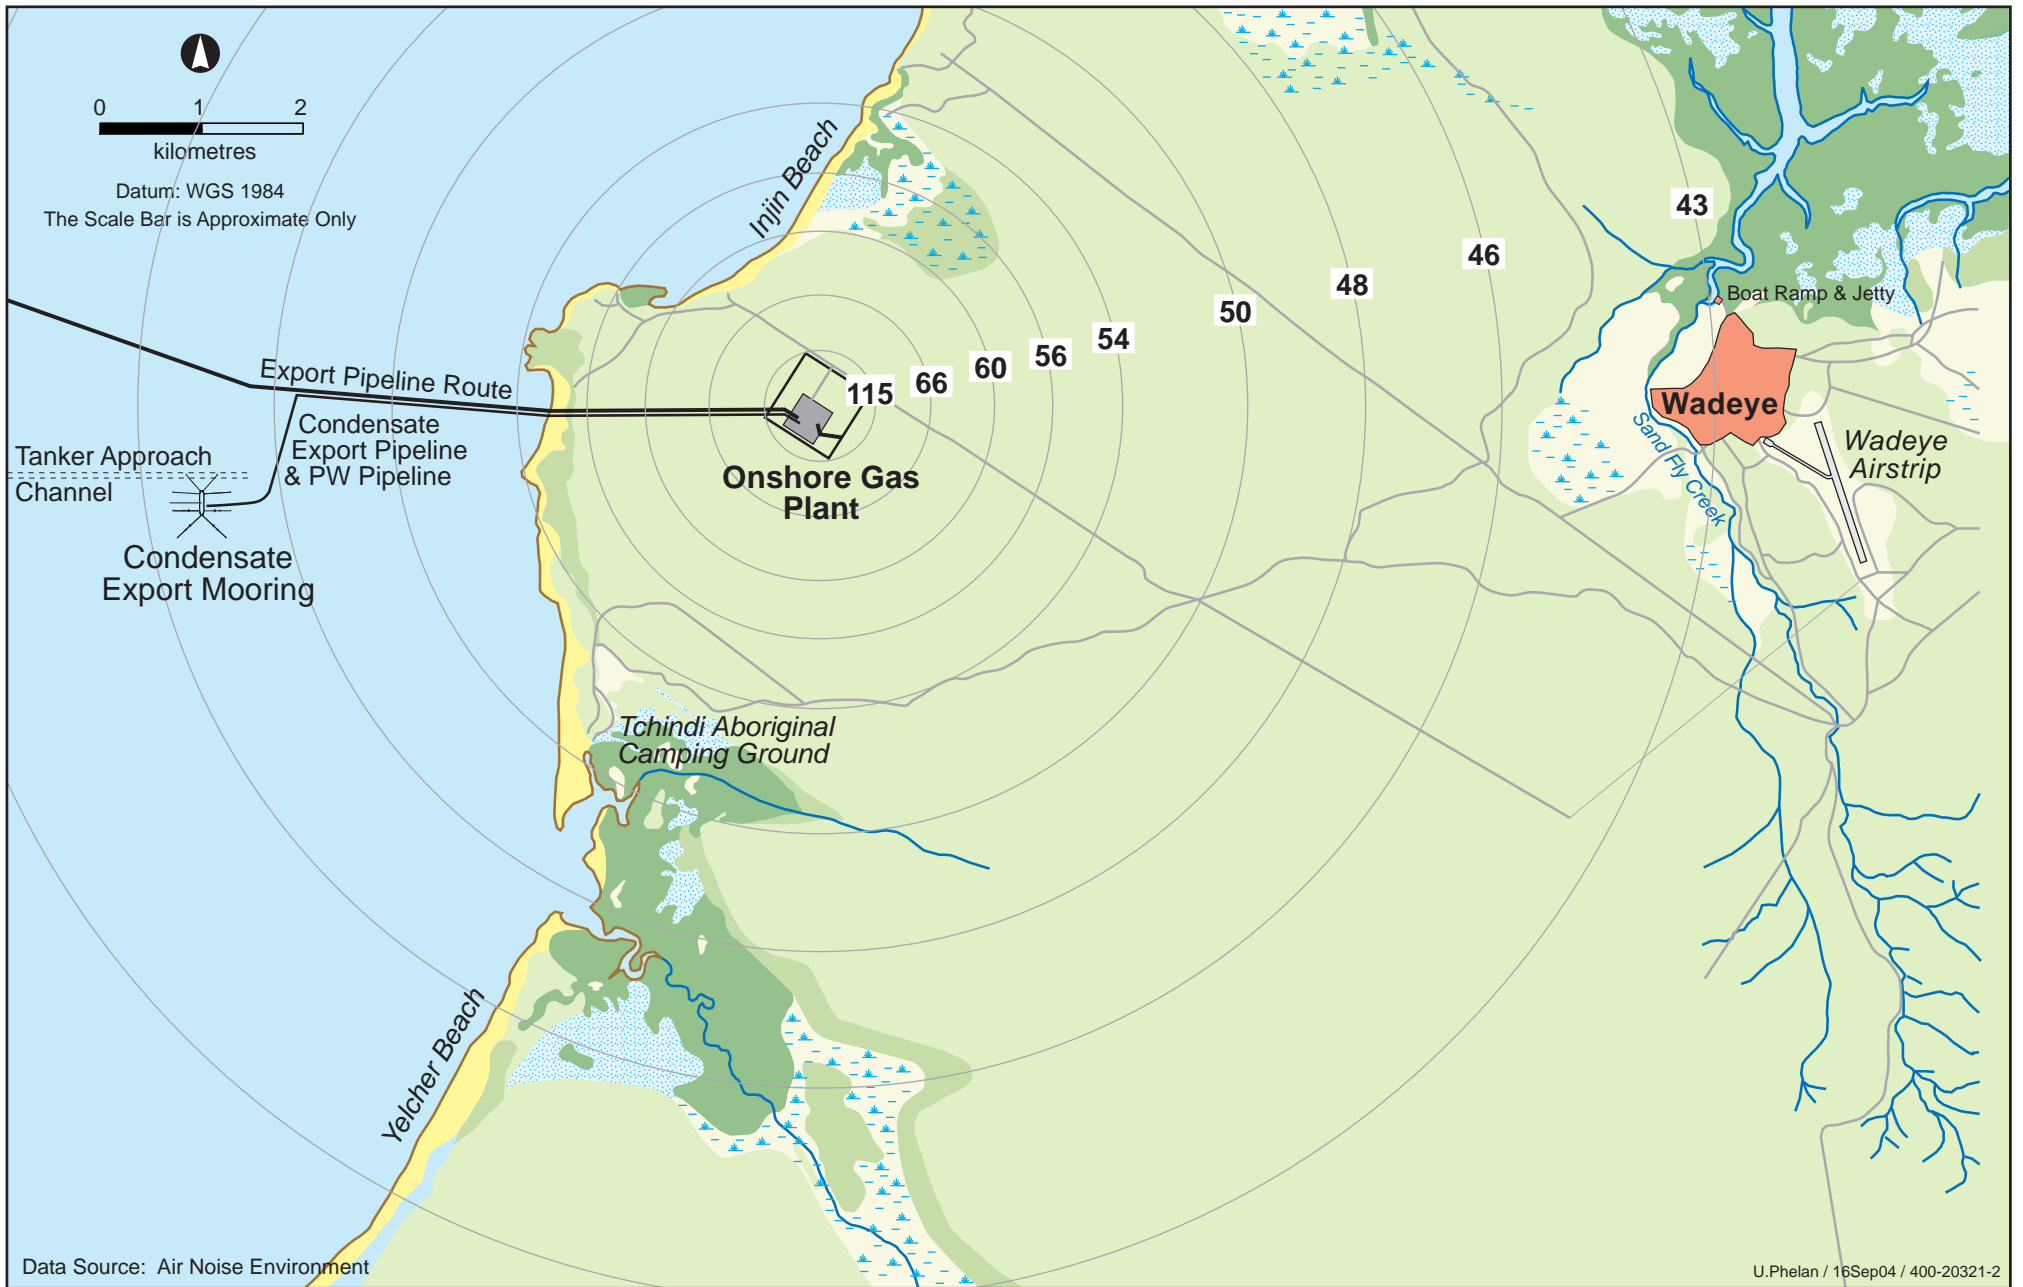 0 1 2
kilometres
Datum: WGS 1984
The Scale Bar is Approximate Only
Injin Beach
43
46
48
50
54
56
60
66
115
Boat Ramp & Jetty
Wadeye
Wadeye
Airstrip
Sand Fly Creek
Export Pipeline Route
Condensate
Export Pipeline
& PW Pipeline
Tanker Approach
Channel
Condensate
Export Mooring
Onshore Gas
Plant
Tchindi Aboriginal
Camping Ground
Yelcher Beach
Data Source: Air Noise Environment
U.Phelan / 16Sep04 / 400-20321-2